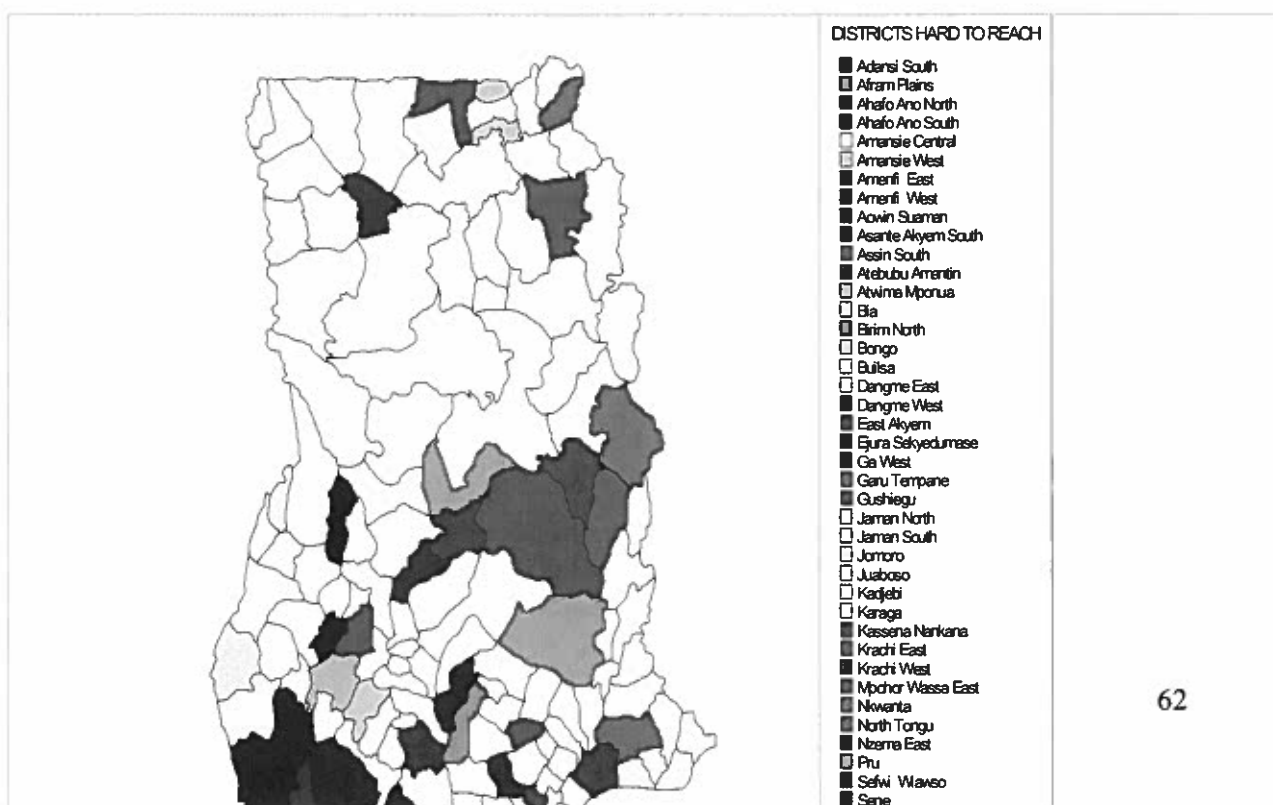 DISTRICTS HARD TO REACH
Adansi South
Afram Plains
Ahafo Ano North
Ahafo Ano South
Amansie Central
Amansie West
Amenfi East
Amenfi West
Aowin Suaman
Asante Akyem South
Assin South
Atebubu Amantin
Atwima Mponua
Bia
Birim North
Bongo
Builsa
Dangme East
Dangme West
East Akyem
Ejura Sekyedumase
Ga West
Garu Tempane
Gushiegu
Jaman North
Jaman South
Jomoro
Juaboso
Kadjebi
Karaga
Kassena Nankana
Krachi East
Krachi West
Mpohor Wassa East
Nkwanta
North Tongu
Nzema East
Pru
Sefwi Wiawso
Sene
62